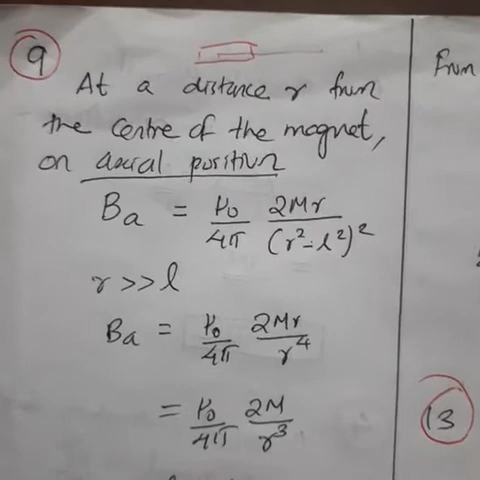 9
At a distance r from
the centre of the magnet,
on axial position
Ba = μ0/4π 2Mr/(r²-l²)²
r >> l
Ba = μ0/4π 2Mr/r⁴
= μ0/4π 2M/r³
From
13